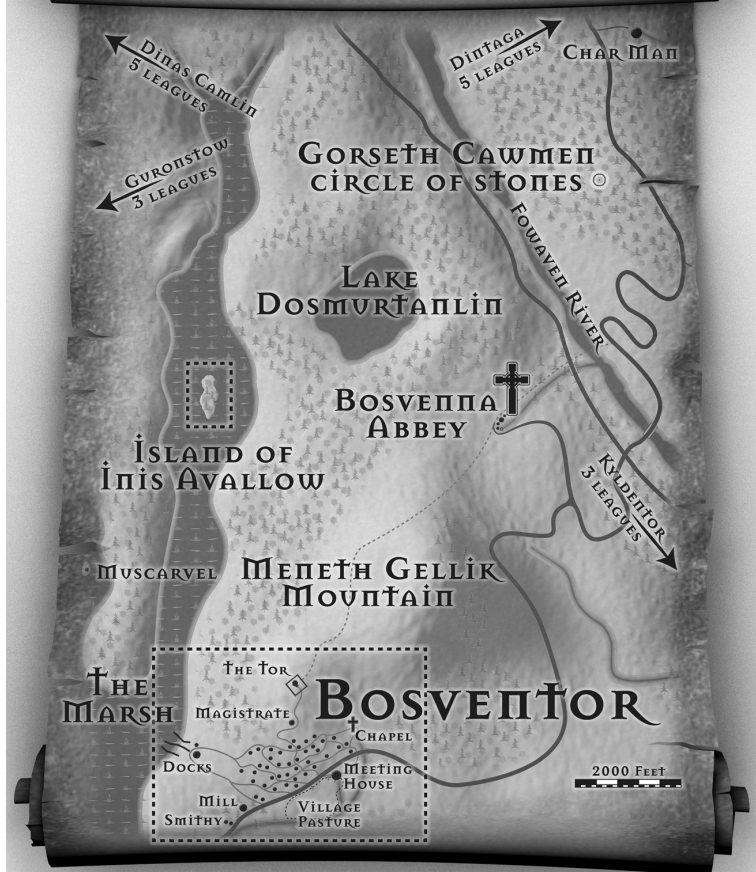 Dinas Camlin
5 leagues
Dintaga
5 leagues
Char Man
Guronstow
3 leagues
Gorseth Cawmen
circle of stones
Fowaven River
Lake
Dosmurtanlin
Bosvenna
Abbey
Island of
Inis Avallow
Kyldentor
3 leagues
Muscarvel
Meneth Gellik
Mountain
The
Marsh
The Tor
Magistrate
Bosventor
Chapel
Docks
Meeting
House
Mill
Smithy
Village
Pasture
2000 Feet